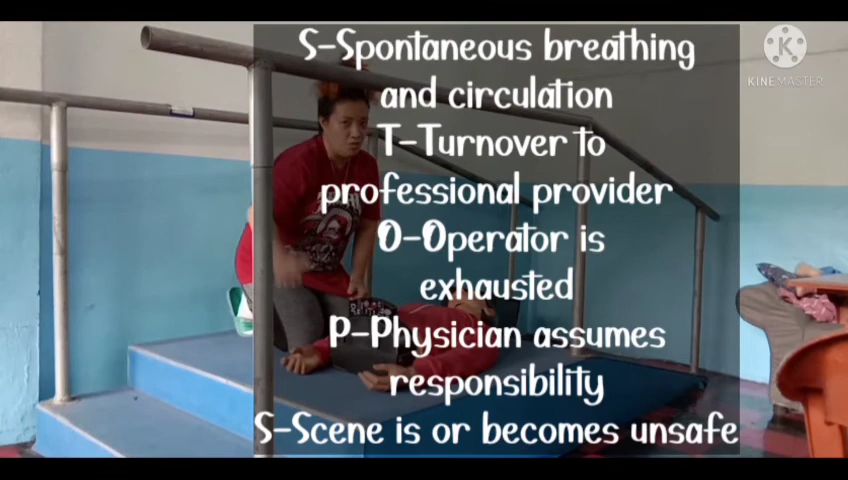 S-Spontaneous breathing
and circulation
T-Turnover to
professional provider
O-Operator is
exhausted
P-Physician assumes
responsibility
S-Scene is or becomes unsafe
K
KINEMASTER